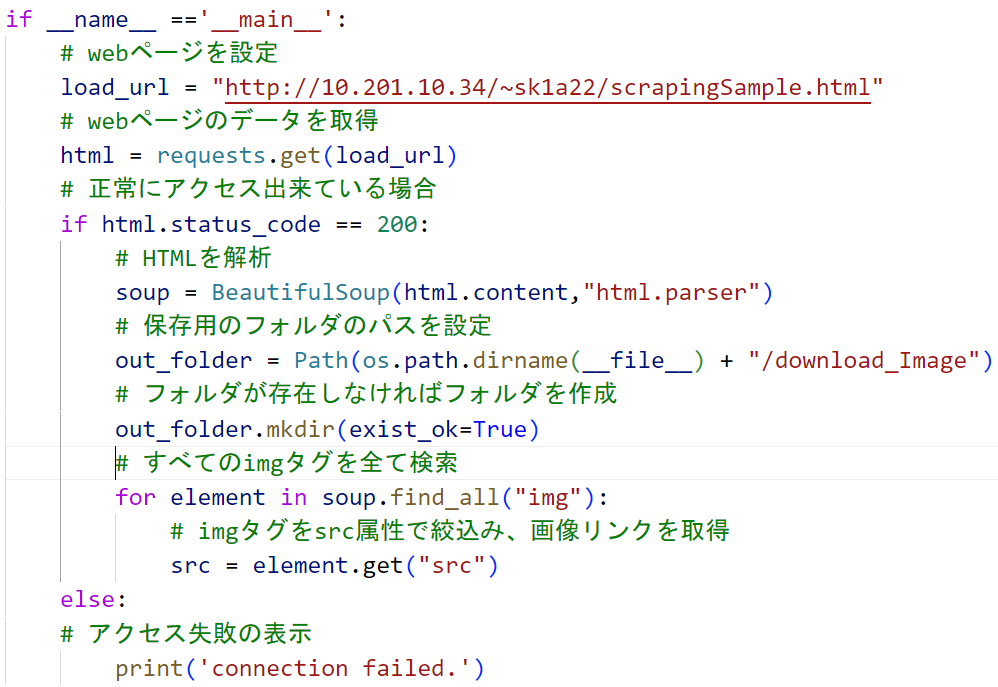 if __name__ =='__main__':
    # webページを設定
    load_url = "http://10.201.10.34/~sk1a22/scrapingSample.html"
    # webページのデータを取得
    html = requests.get(load_url)
    # 正常にアクセス出来ている場合
    if html.status_code == 200:
        # HTMLを解析
        soup = BeautifulSoup(html.content,"html.parser")
        # 保存用のフォルダのパスを設定
        out_folder = Path(os.path.dirname(__file__) + "/download_Image")
        # フォルダが存在しなければフォルダを作成
        out_folder.mkdir(exist_ok=True)
        # すべてのimgタグを全て検索
        for element in soup.find_all("img"):
            # imgタグをsrc属性で絞込み、画像リンクを取得
            src = element.get("src")
    else:
    # アクセス失敗の表示
        print('connection failed.')